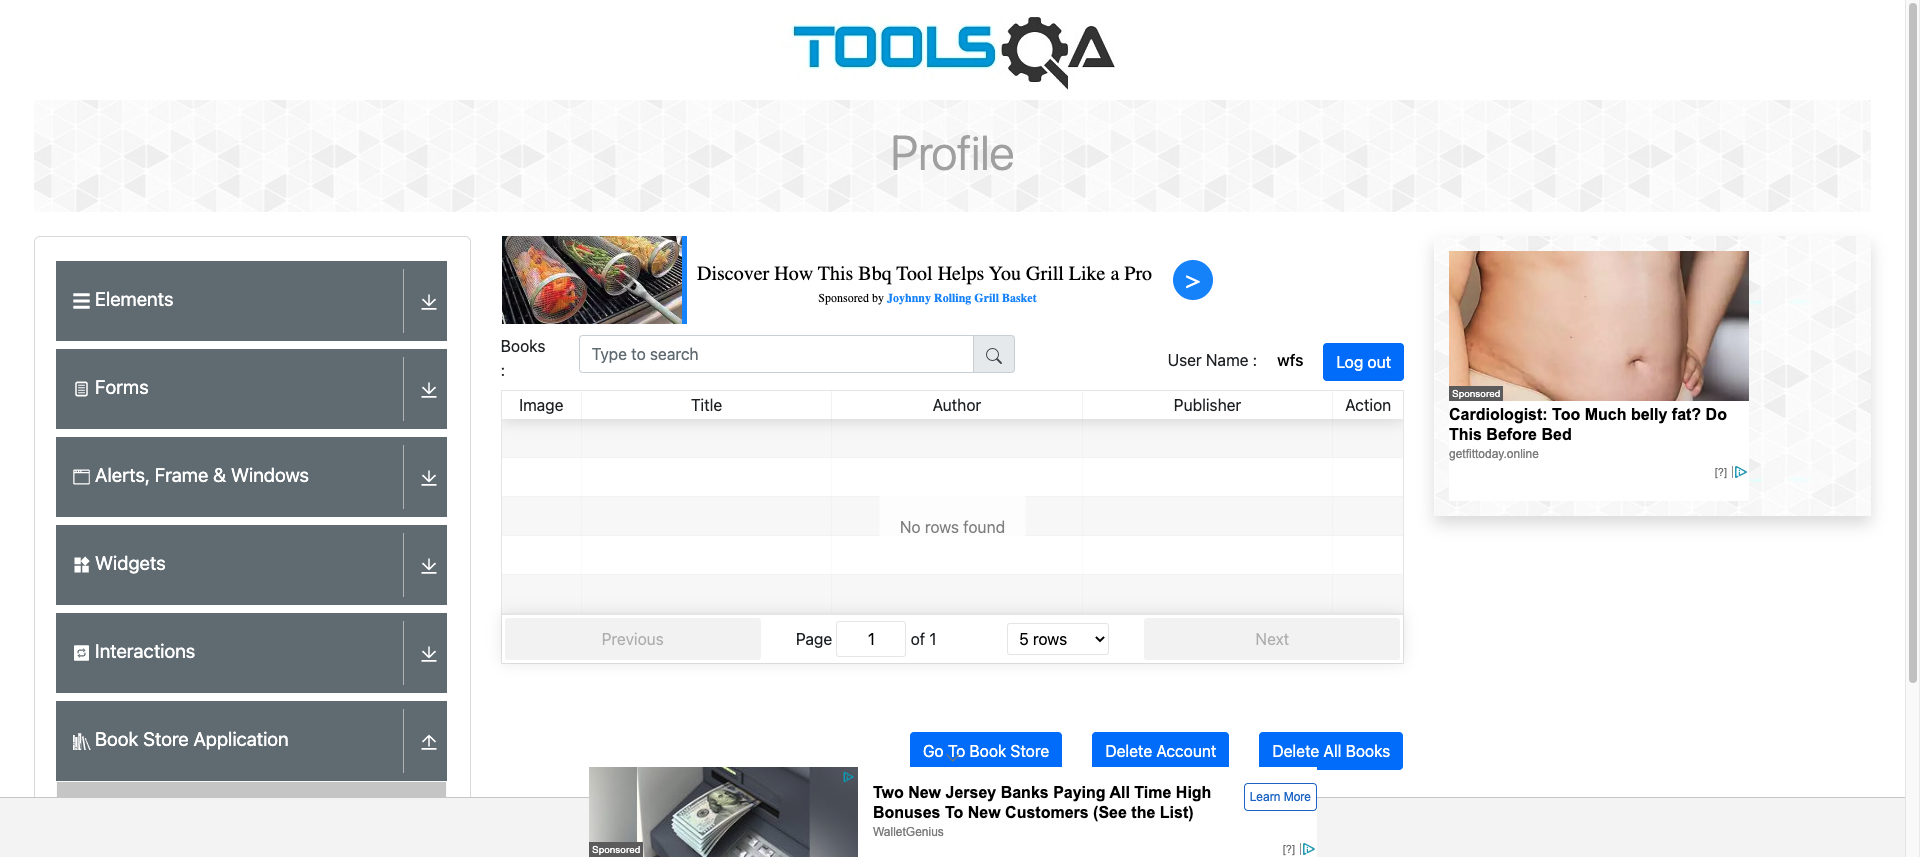 TOOLSQA
Profile
Elements
Forms
Alerts, Frame & Windows
Widgets
Interactions
Book Store Application
Discover How This Bbq Tool Helps You Grill Like a Pro
Sponsored by Joyhnny Rolling Grill Basket
>
Books
:
Type to search
User Name :
wfs
Log out
Image
Title
Author
Publisher
Action
No rows found
Previous
Page 1 of 1
5 rows
Next
Go To Book Store
Delete Account
Delete All Books
Sponsored
Cardiologist: Too Much belly fat? Do
This Before Bed
getfittoday.online
[?]
Sponsored
Two New Jersey Banks Paying All Time High
Bonuses To New Customers (See the List)
WalletGenius
Learn More
[?]